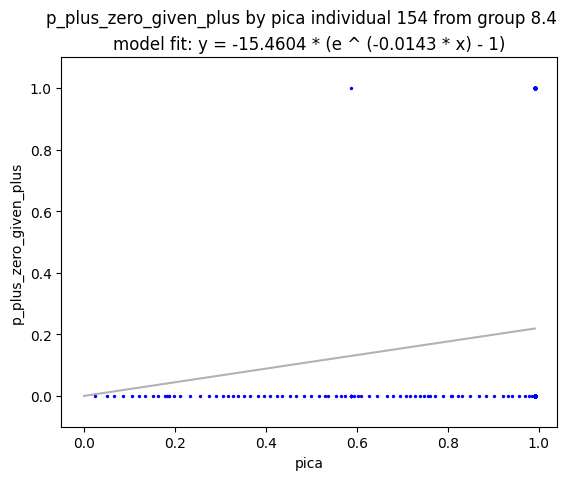 p_plus_zero_given_plus by pica individual 154 from group 8.4
model fit: y = -15.4604 * (e ^ (-0.0143 * x) - 1)
1.0
0.8
0.6
0.4
0.2
0.0
p_plus_zero_given_plus
0.0 0.2 0.4 0.6 0.8 1.0
pica